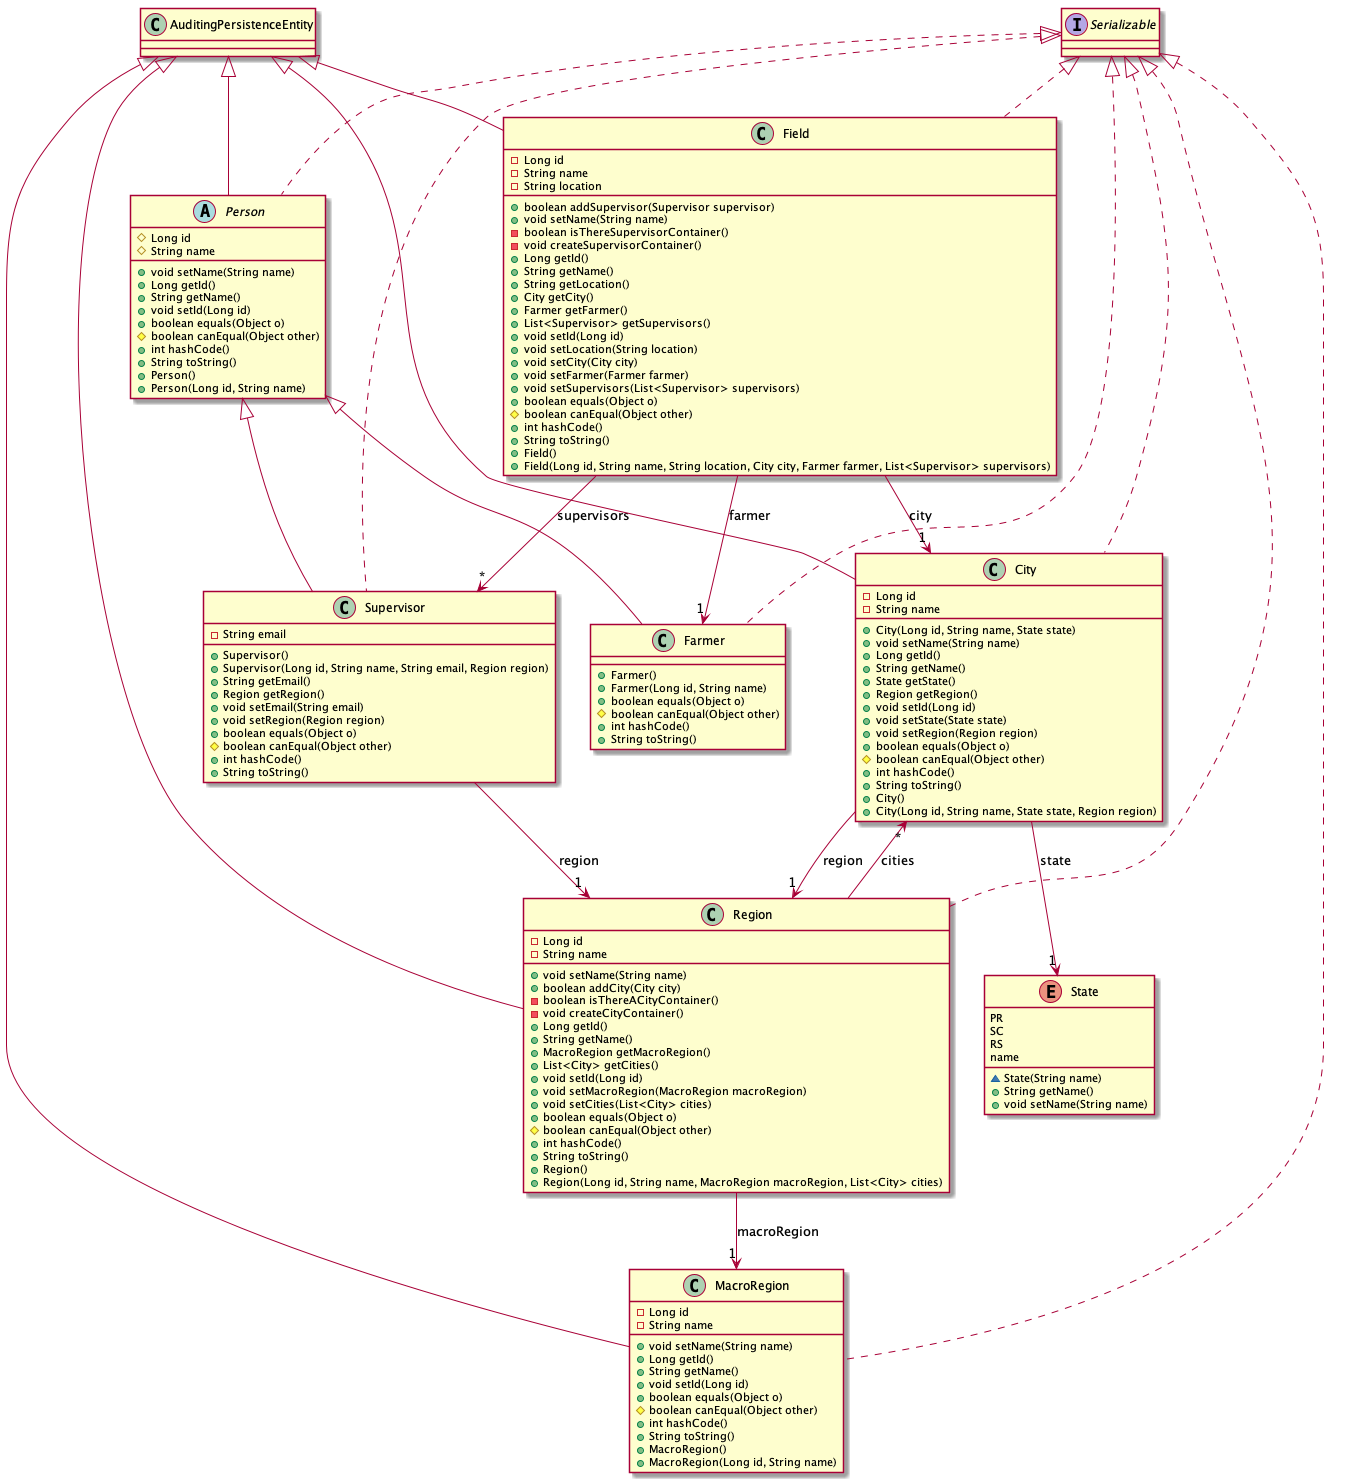 C AuditingPersistenceEntity
I Serializable
C Field
Long id
String name
String location
boolean addSupervisor(Supervisor supervisor)
void setName(String name)
boolean isThereSupervisorContainer()
void createSupervisorContainer()
Long getId()
String getName()
String getLocation()
City getCity()
Farmer getFarmer()
List<Supervisor> getSupervisors()
void setId(Long id)
void setLocation(String location)
void setCity(City city)
void setFarmer(Farmer farmer)
void setSupervisors(List<Supervisor> supervisors)
boolean equals(Object o)
boolean canEqual(Object other)
int hashCode()
String toString()
Field()
Field(Long id, String name, String location, City city, Farmer farmer, List<Supervisor> supervisors)
A Person
Long id
String name
void setName(String name)
Long getId()
String getName()
void setId(Long id)
boolean equals(Object o)
boolean canEqual(Object other)
int hashCode()
String toString()
Person()
Person(Long id, String name)
supervisors
*
farmer
1
city
1
C Supervisor
String email
Supervisor()
Supervisor(Long id, String name, String email, Region region)
String getEmail()
Region getRegion()
void setEmail(String email)
void setRegion(Region region)
boolean equals(Object o)
boolean canEqual(Object other)
int hashCode()
String toString()
C Farmer
Farmer()
Farmer(Long id, String name)
boolean equals(Object o)
boolean canEqual(Object other)
int hashCode()
String toString()
C City
Long id
String name
City(Long id, String name, State state)
void setName(String name)
Long getId()
String getName()
State getState()
Region getRegion()
void setId(Long id)
void setState(State state)
void setRegion(Region region)
boolean equals(Object o)
boolean canEqual(Object other)
int hashCode()
String toString()
City()
City(Long id, String name, State state, Region region)
region
1
region
1
*
cities
state
1
C Region
Long id
String name
void setName(String name)
boolean addCity(City city)
boolean isThereACityContainer()
void createCityContainer()
Long getId()
String getName()
MacroRegion getMacroRegion()
List<City> getCities()
void setId(Long id)
void setMacroRegion(MacroRegion macroRegion)
void setCities(List<City> cities)
boolean equals(Object o)
boolean canEqual(Object other)
int hashCode()
String toString()
Region()
Region(Long id, String name, MacroRegion macroRegion, List<City> cities)
E State
PR
SC
RS
name
State(String name)
String getName()
void setName(String name)
macroRegion
1
C MacroRegion
Long id
String name
void setName(String name)
Long getId()
String getName()
void setId(Long id)
boolean equals(Object o)
boolean canEqual(Object other)
int hashCode()
String toString()
MacroRegion()
MacroRegion(Long id, String name)